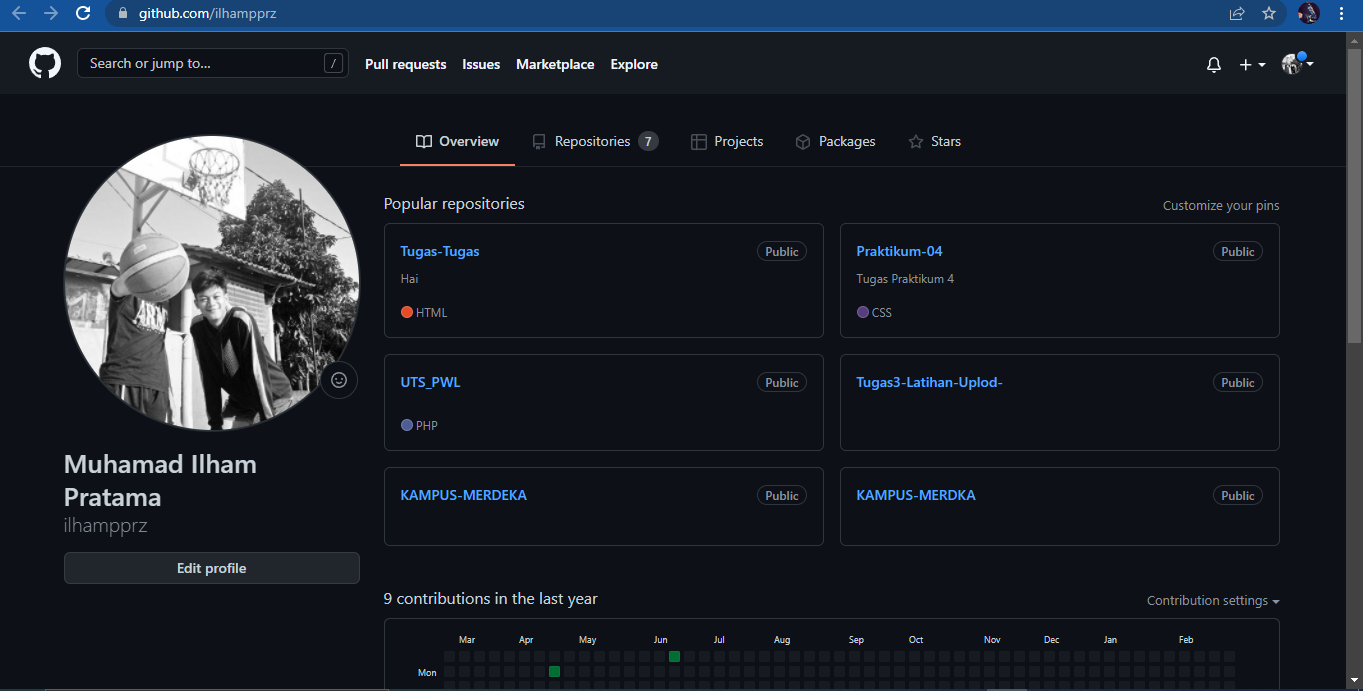 github.com/ilhampprz
Search or jump to...
/
Pull requests
Issues
Marketplace
Explore
Overview
Repositories 7
Projects
Packages
Stars
Muhamad Ilham
Pratama
ilhampprz
Edit profile
Popular repositories
Customize your pins
Tugas-Tugas
Public
Hai
HTML
Praktikum-04
Public
Tugas Praktikum 4
CSS
UTS_PWL
Public
PHP
Tugas3-Latihan-Uplod-
Public
KAMPUS-MERDEKA
Public
KAMPUS-MERDKA
Public
9 contributions in the last year
Contribution settings
Mar Apr May Jun Jul Aug Sep Oct Nov Dec Jan Feb
Mon